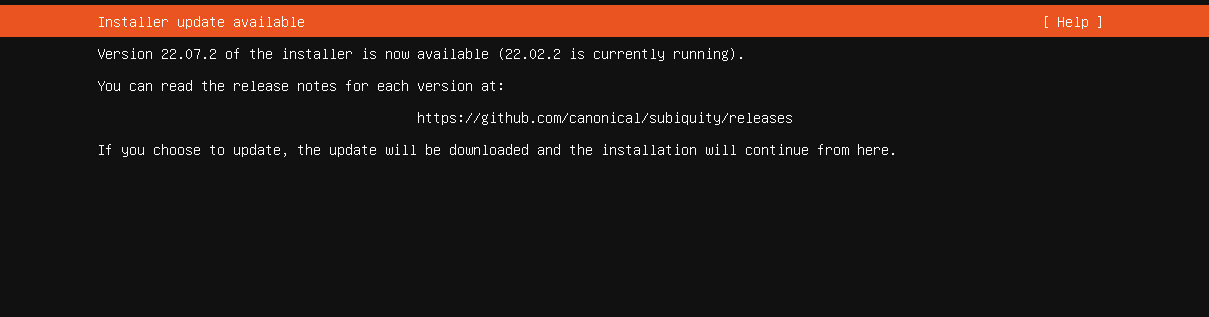 Installer update available [ Help ]
Version 22.07.2 of the installer is now available (22.02.2 is currently running).
You can read the release notes for each version at:
https://github.com/canonical/subiquity/releases
If you choose to update, the update will be downloaded and the installation will continue from here.